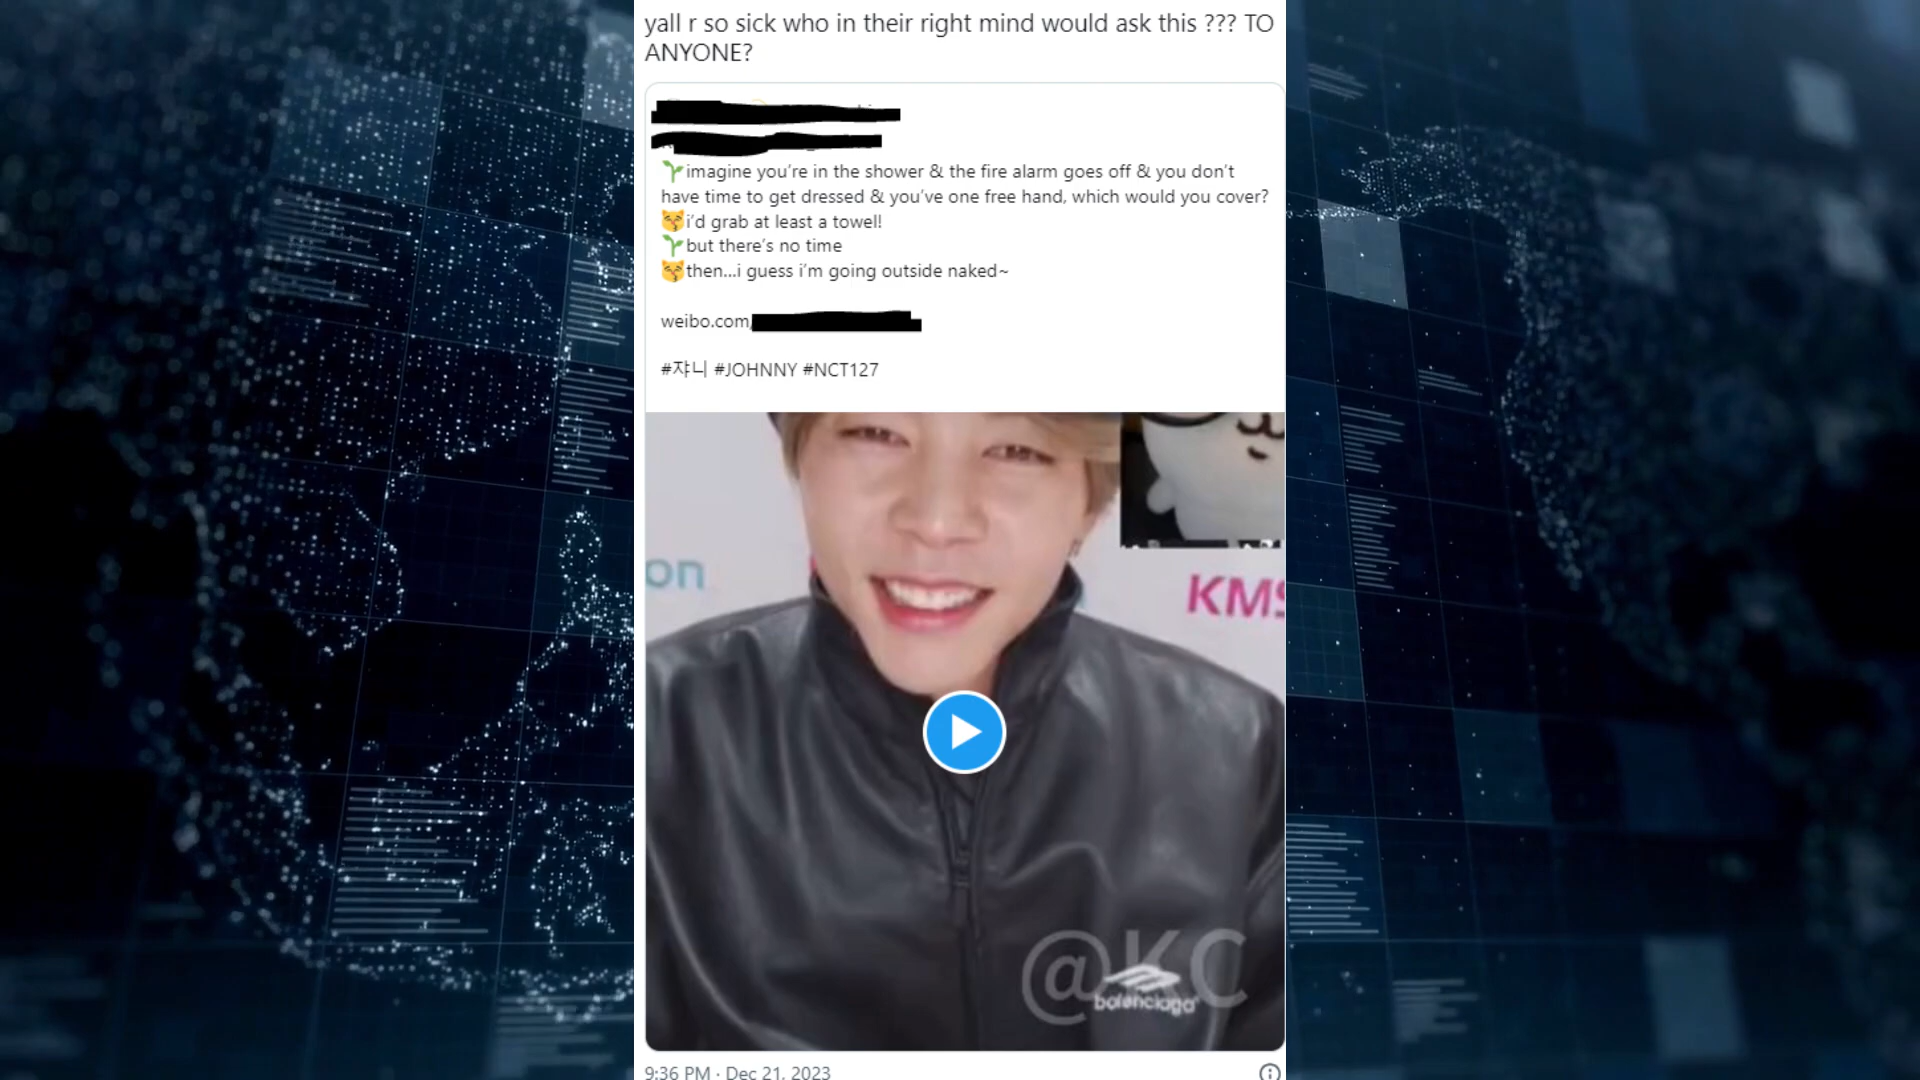 yall r so sick who in their right mind would ask this ??? TO
ANYONE?
🌱imagine you’re in the shower & the fire alarm goes off & you don’t
have time to get dressed & you’ve one free hand, which would you cover?
😽i’d grab at least a towel!
🌱but there’s no time
😽then...i guess i’m going outside naked~
weibo.com
#쟈니 #JOHNNY #NCT127
on
KMS
@KC
balenciaga
9:36 PM · Dec 21, 2023